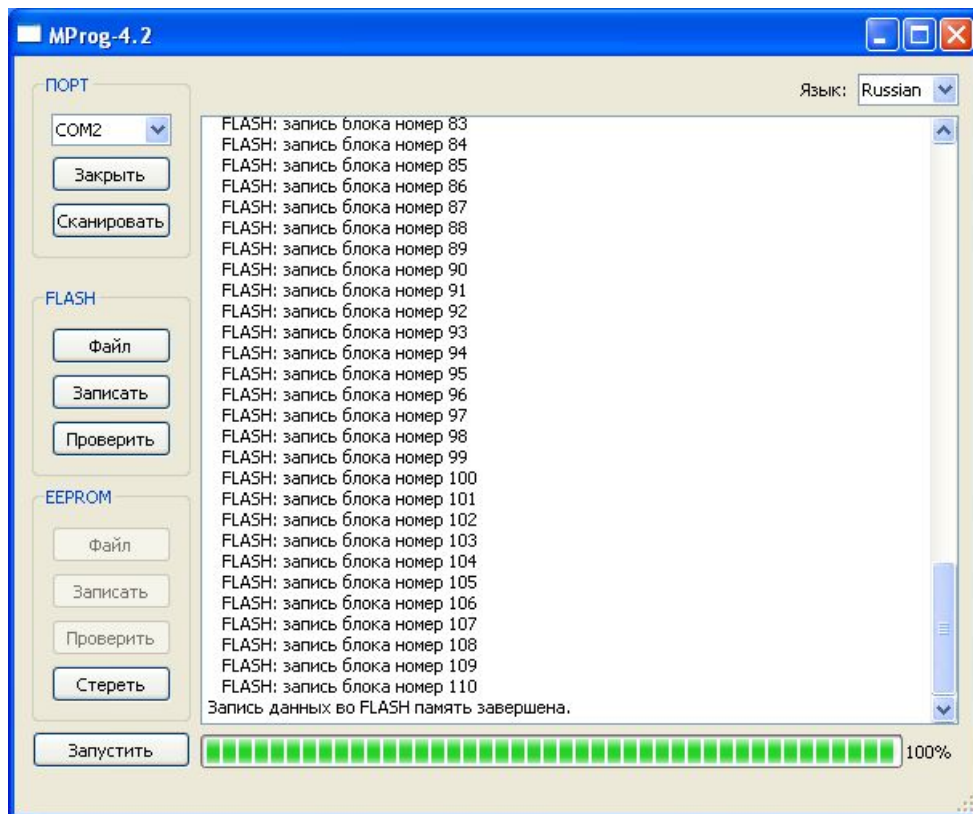 MProg-4.2
Язык: Russian
ПОРТ
COM2
Закрыть
Сканировать
FLASH
Файл
Записать
Проверить
EEPROM
Файл
Записать
Проверить
Стереть
Запустить
FLASH: запись блока номер 83
FLASH: запись блока номер 84
FLASH: запись блока номер 85
FLASH: запись блока номер 86
FLASH: запись блока номер 87
FLASH: запись блока номер 88
FLASH: запись блока номер 89
FLASH: запись блока номер 90
FLASH: запись блока номер 91
FLASH: запись блока номер 92
FLASH: запись блока номер 93
FLASH: запись блока номер 94
FLASH: запись блока номер 95
FLASH: запись блока номер 96
FLASH: запись блока номер 97
FLASH: запись блока номер 98
FLASH: запись блока номер 99
FLASH: запись блока номер 100
FLASH: запись блока номер 101
FLASH: запись блока номер 102
FLASH: запись блока номер 103
FLASH: запись блока номер 104
FLASH: запись блока номер 105
FLASH: запись блока номер 106
FLASH: запись блока номер 107
FLASH: запись блока номер 108
FLASH: запись блока номер 109
FLASH: запись блока номер 110
Запись данных во FLASH память завершена.
100%